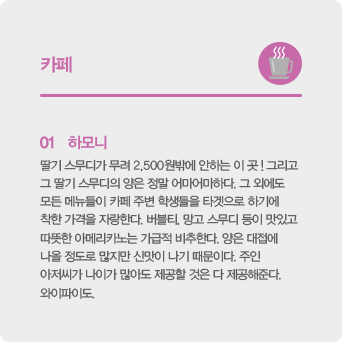 카페
01 하모니
딸기 스무디가 무려 2,500원밖에 안하는 이 곳 ! 그리고
그 딸기 스무디의 양은 정말 어마어마하다. 그 외에도
모든 메뉴들이 카페 주변 학생들을 타겟으로 하기에
착한 가격을 자랑한다. 버블티, 망고 스무디 등이 맛있고
따뜻한 아메리카노는 가급적 비추한다. 양은 대접에
나올 정도로 많지만 신맛이 나기 때문이다. 주인
아저씨가 나이가 많아도 제공할 것은 다 제공해준다.
와이파이도.